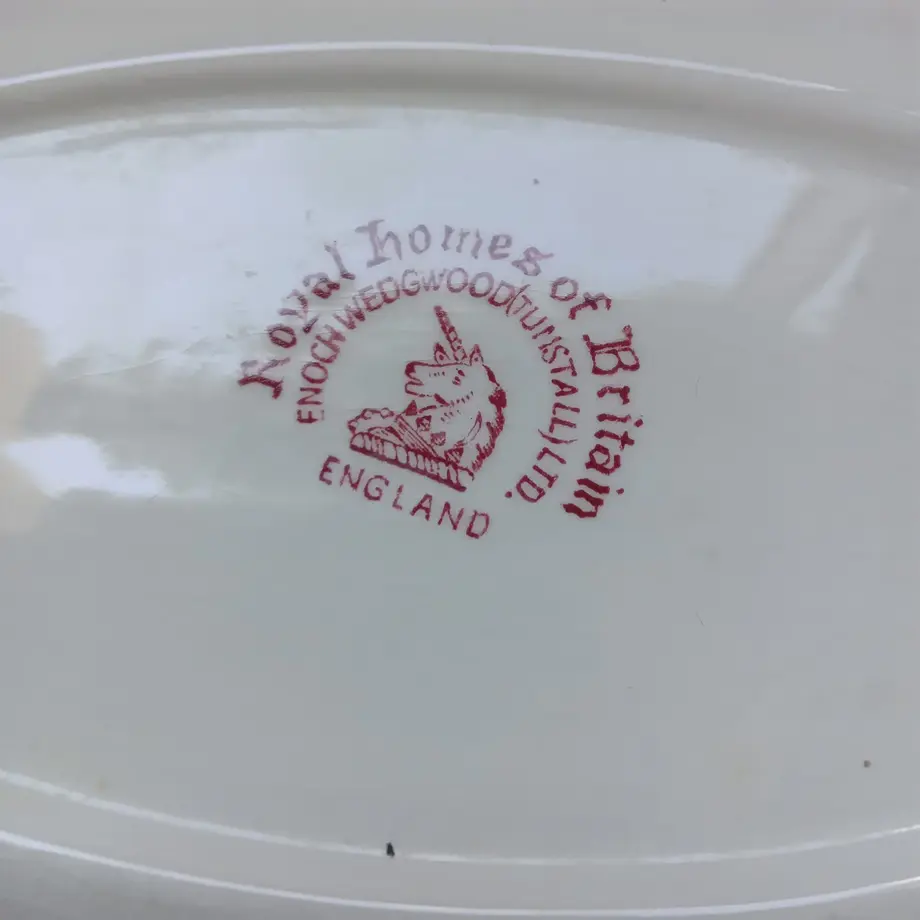 Royal Homes of Britain
ENOCH WEDGWOOD (TUNSTALL) LTD.
ENGLAND